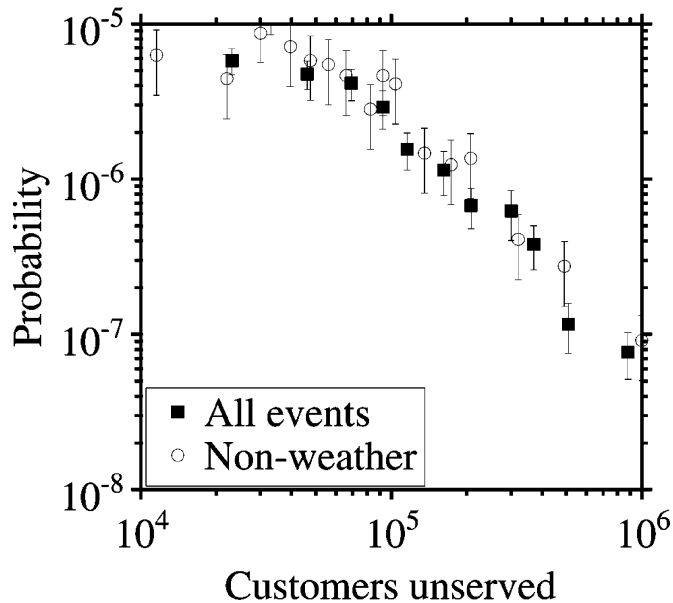 10^-5
10^-6
10^-7
10^-8
Probability
All events
Non-weather
10^4
10^5
10^6
Customers unserved